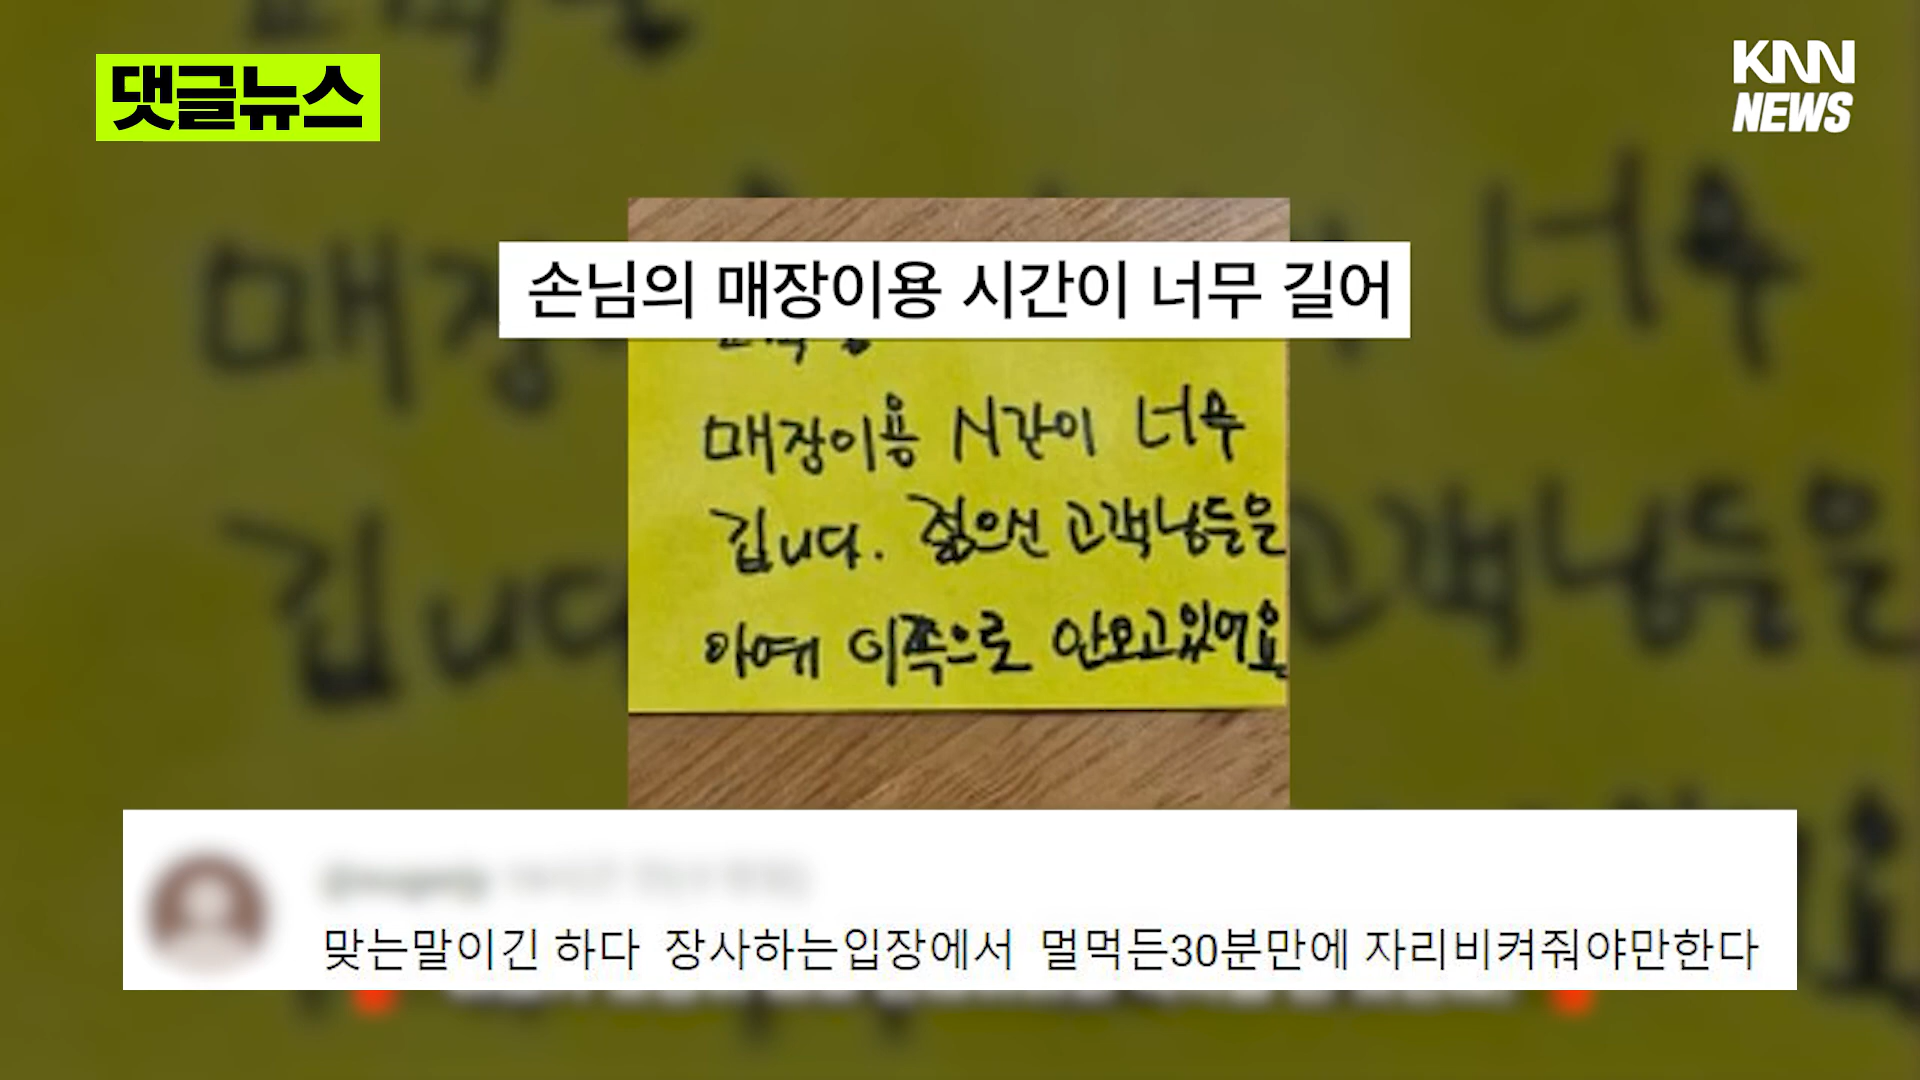 댓글뉴스
KNN
NEWS
손님의 매장이용 시간이 너무 길어
매장이용 시간이 너무
깁니다. 젊으신 고객님들은
아예 이쪽으로 안오고있어요
맞는말이긴 하다 장사하는입장에서 멀먹든30분만에 자리비켜줘야만한다